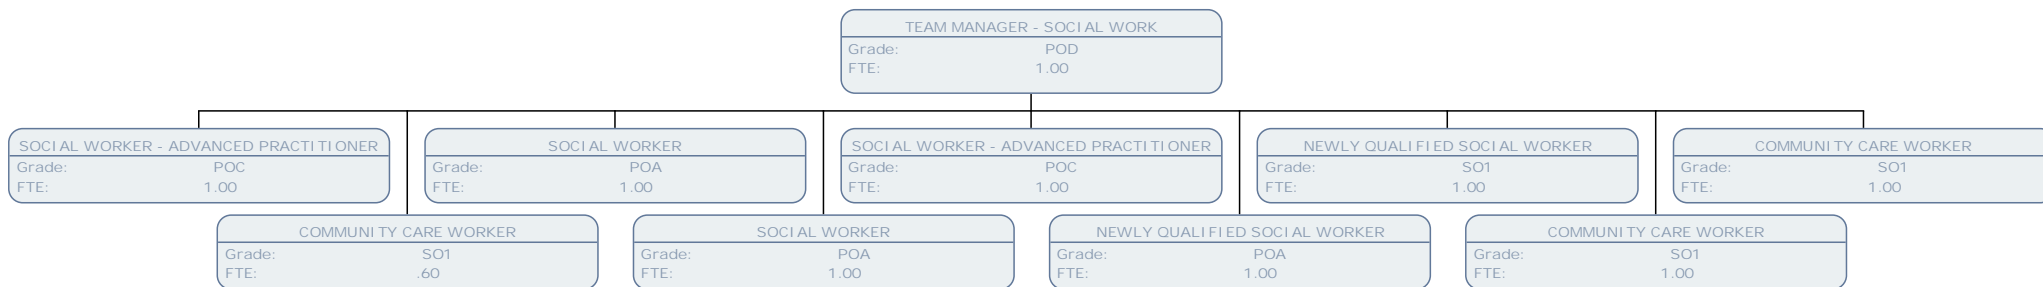 TEAM MANAGER - SOCIAL WORK
Grade: POD
FTE: 1.00
SOCIAL WORKER - ADVANCED PRACTITIONER
Grade: POC
FTE: 1.00
SOCIAL WORKER
Grade: POA
FTE: 1.00
SOCIAL WORKER - ADVANCED PRACTITIONER
Grade: POC
FTE: 1.00
NEWLY QUALIFIED SOCIAL WORKER
Grade: SO1
FTE: 1.00
COMMUNITY CARE WORKER
Grade: SO1
FTE: 1.00
COMMUNITY CARE WORKER
Grade: SO1
FTE: .60
SOCIAL WORKER
Grade: POA
FTE: 1.00
NEWLY QUALIFIED SOCIAL WORKER
Grade: POA
FTE: 1.00
COMMUNITY CARE WORKER
Grade: SO1
FTE: 1.00